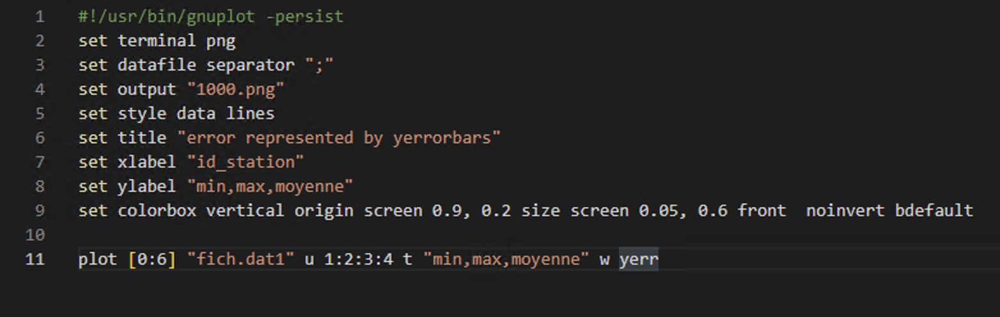 1 #!/usr/bin/gnuplot -persist
2 set terminal png
3 set datafile separator ";"
4 set output "1000.png"
5 set style data lines
6 set title "error represented by yerrorbars"
7 set xlabel "id_station"
8 set ylabel "min,max,moyenne"
9 set colorbox vertical origin screen 0.9, 0.2 size screen 0.05, 0.6 front  noinvert bdefault
10
11 plot [0:6] "fich.dat1" u 1:2:3:4 t "min,max,moyenne" w yerr